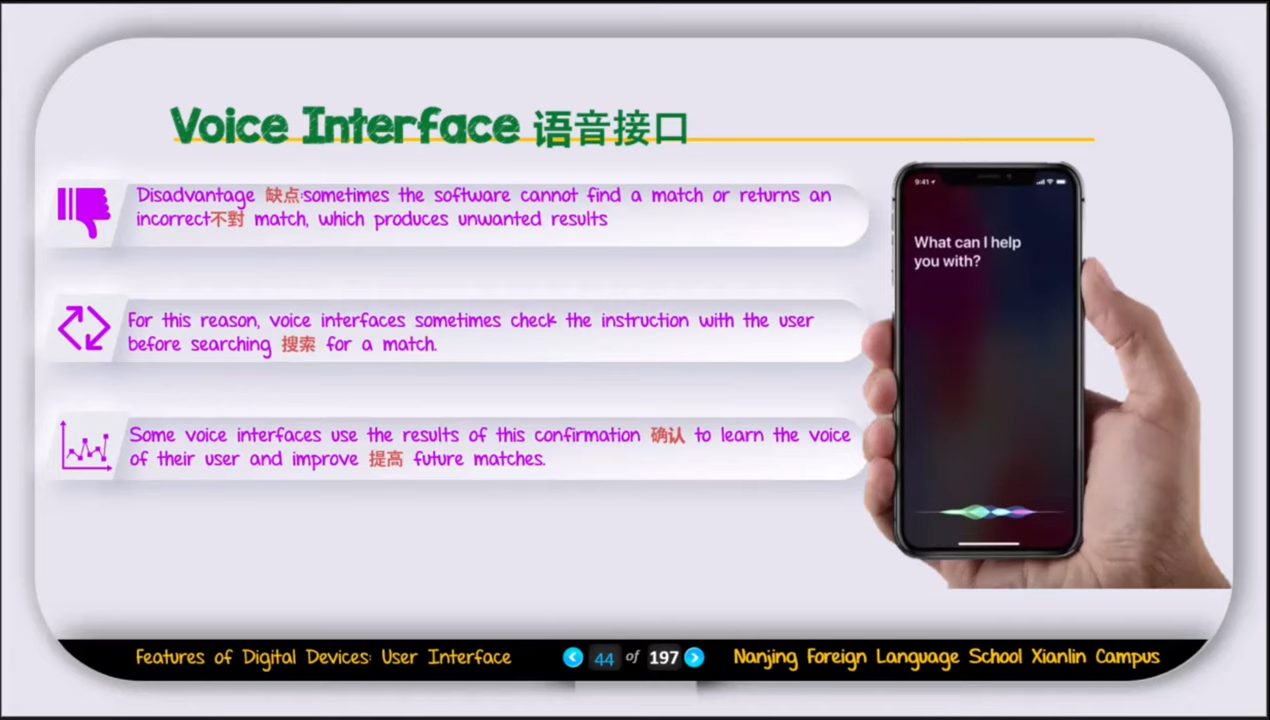 Voice Interface 语音接口
Disadvantage 缺点:sometimes the software cannot find a match or returns an
incorrect不對 match, which produces unwanted results
For this reason, voice interfaces sometimes check the instruction with the user
before searching 搜索 for a match.
Some voice interfaces use the results of this confirmation 确认 to learn the voice
of their user and improve 提高 future matches.
9:41
What can I help
you with?
Features of Digital Devices: User Interface
44 of 197
Nanjing Foreign Language School Xianlin Campus